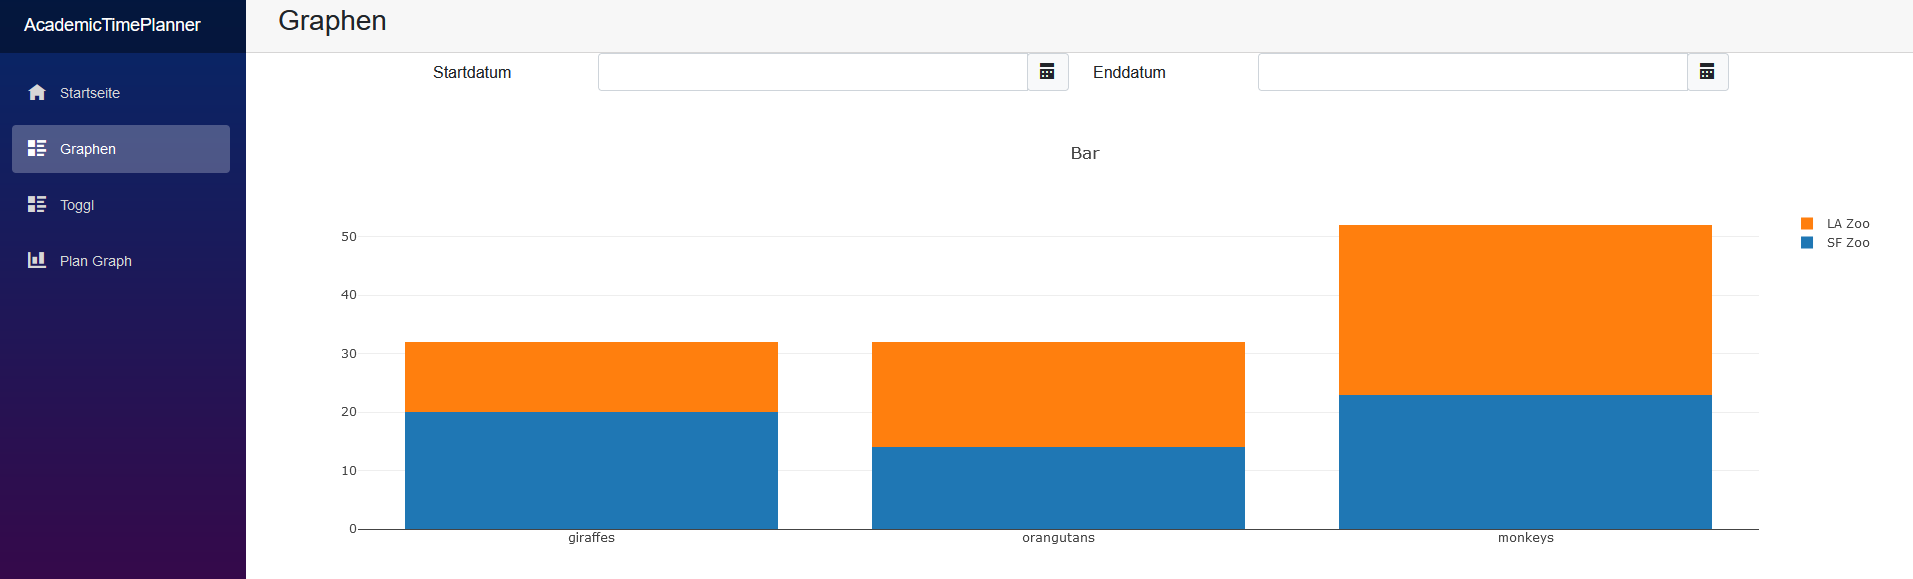 AcademicTimePlanner
Startseite
Graphen
Toggl
Plan Graph
Graphen
Startdatum
Enddatum
Bar
50
40
30
20
10
0
giraffes
orangutans
monkeys
LA Zoo
SF Zoo